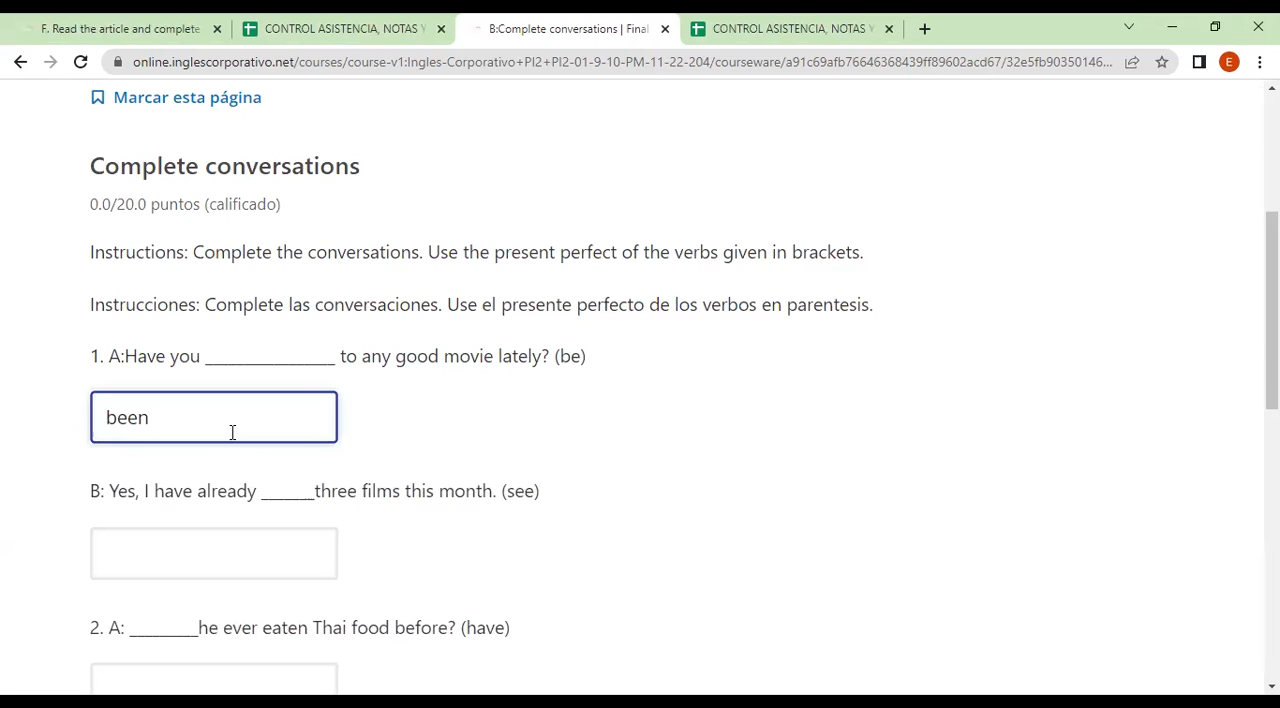 F. Read the article and complete
CONTROL ASISTENCIA, NOTAS Y
B:Complete conversations | Final
CONTROL ASISTENCIA, NOTAS Y
online.inglescorporativo.net/courses/course-v1:Ingles-Corporativo+PI2+PI2-01-9-10-PM-11-22-204/courseware/a91c69afb76646368439ff89602acd67/32e5fb90350146...
E
Marcar esta página
Complete conversations
0.0/20.0 puntos (calificado)
Instructions: Complete the conversations. Use the present perfect of the verbs given in brackets.
Instrucciones: Complete las conversaciones. Use el presente perfecto de los verbos en parentesis.
1. A:Have you _______________ to any good movie lately? (be)
been
B: Yes, I have already ______three films this month. (see)
2. A: ________he ever eaten Thai food before? (have)